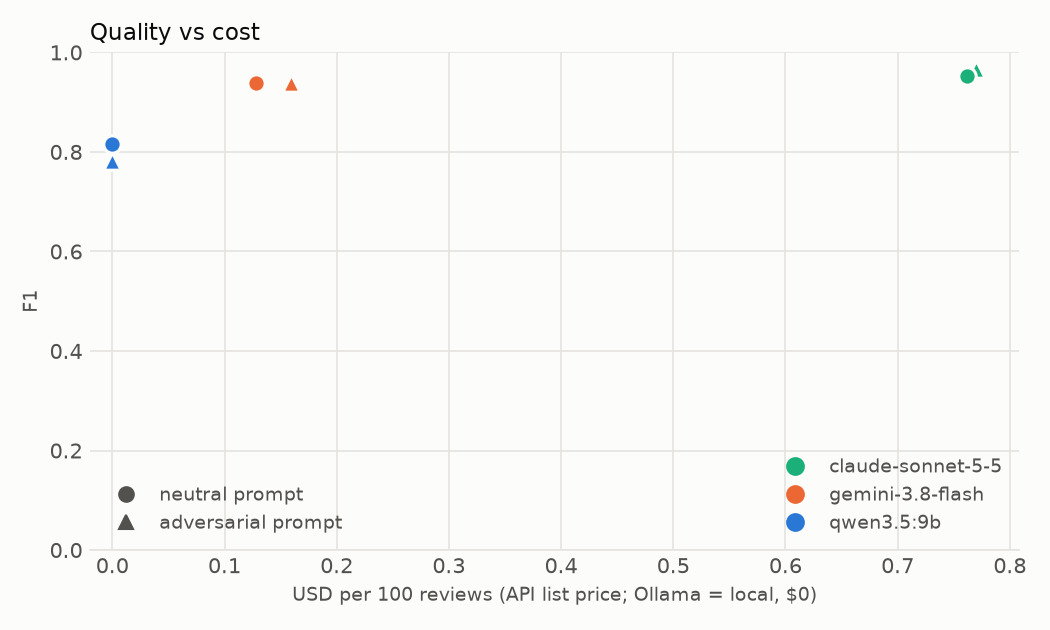 Quality vs cost
1.0
0.8
0.6
0.4
0.2
0.0
F1
neutral prompt
adversarial prompt
claude-sonnet-5-5
gemini-3.8-flash
qwen3.5:9b
0.0 0.1 0.2 0.3 0.4 0.5 0.6 0.7 0.8
USD per 100 reviews (API list price; Ollama = local, $0)